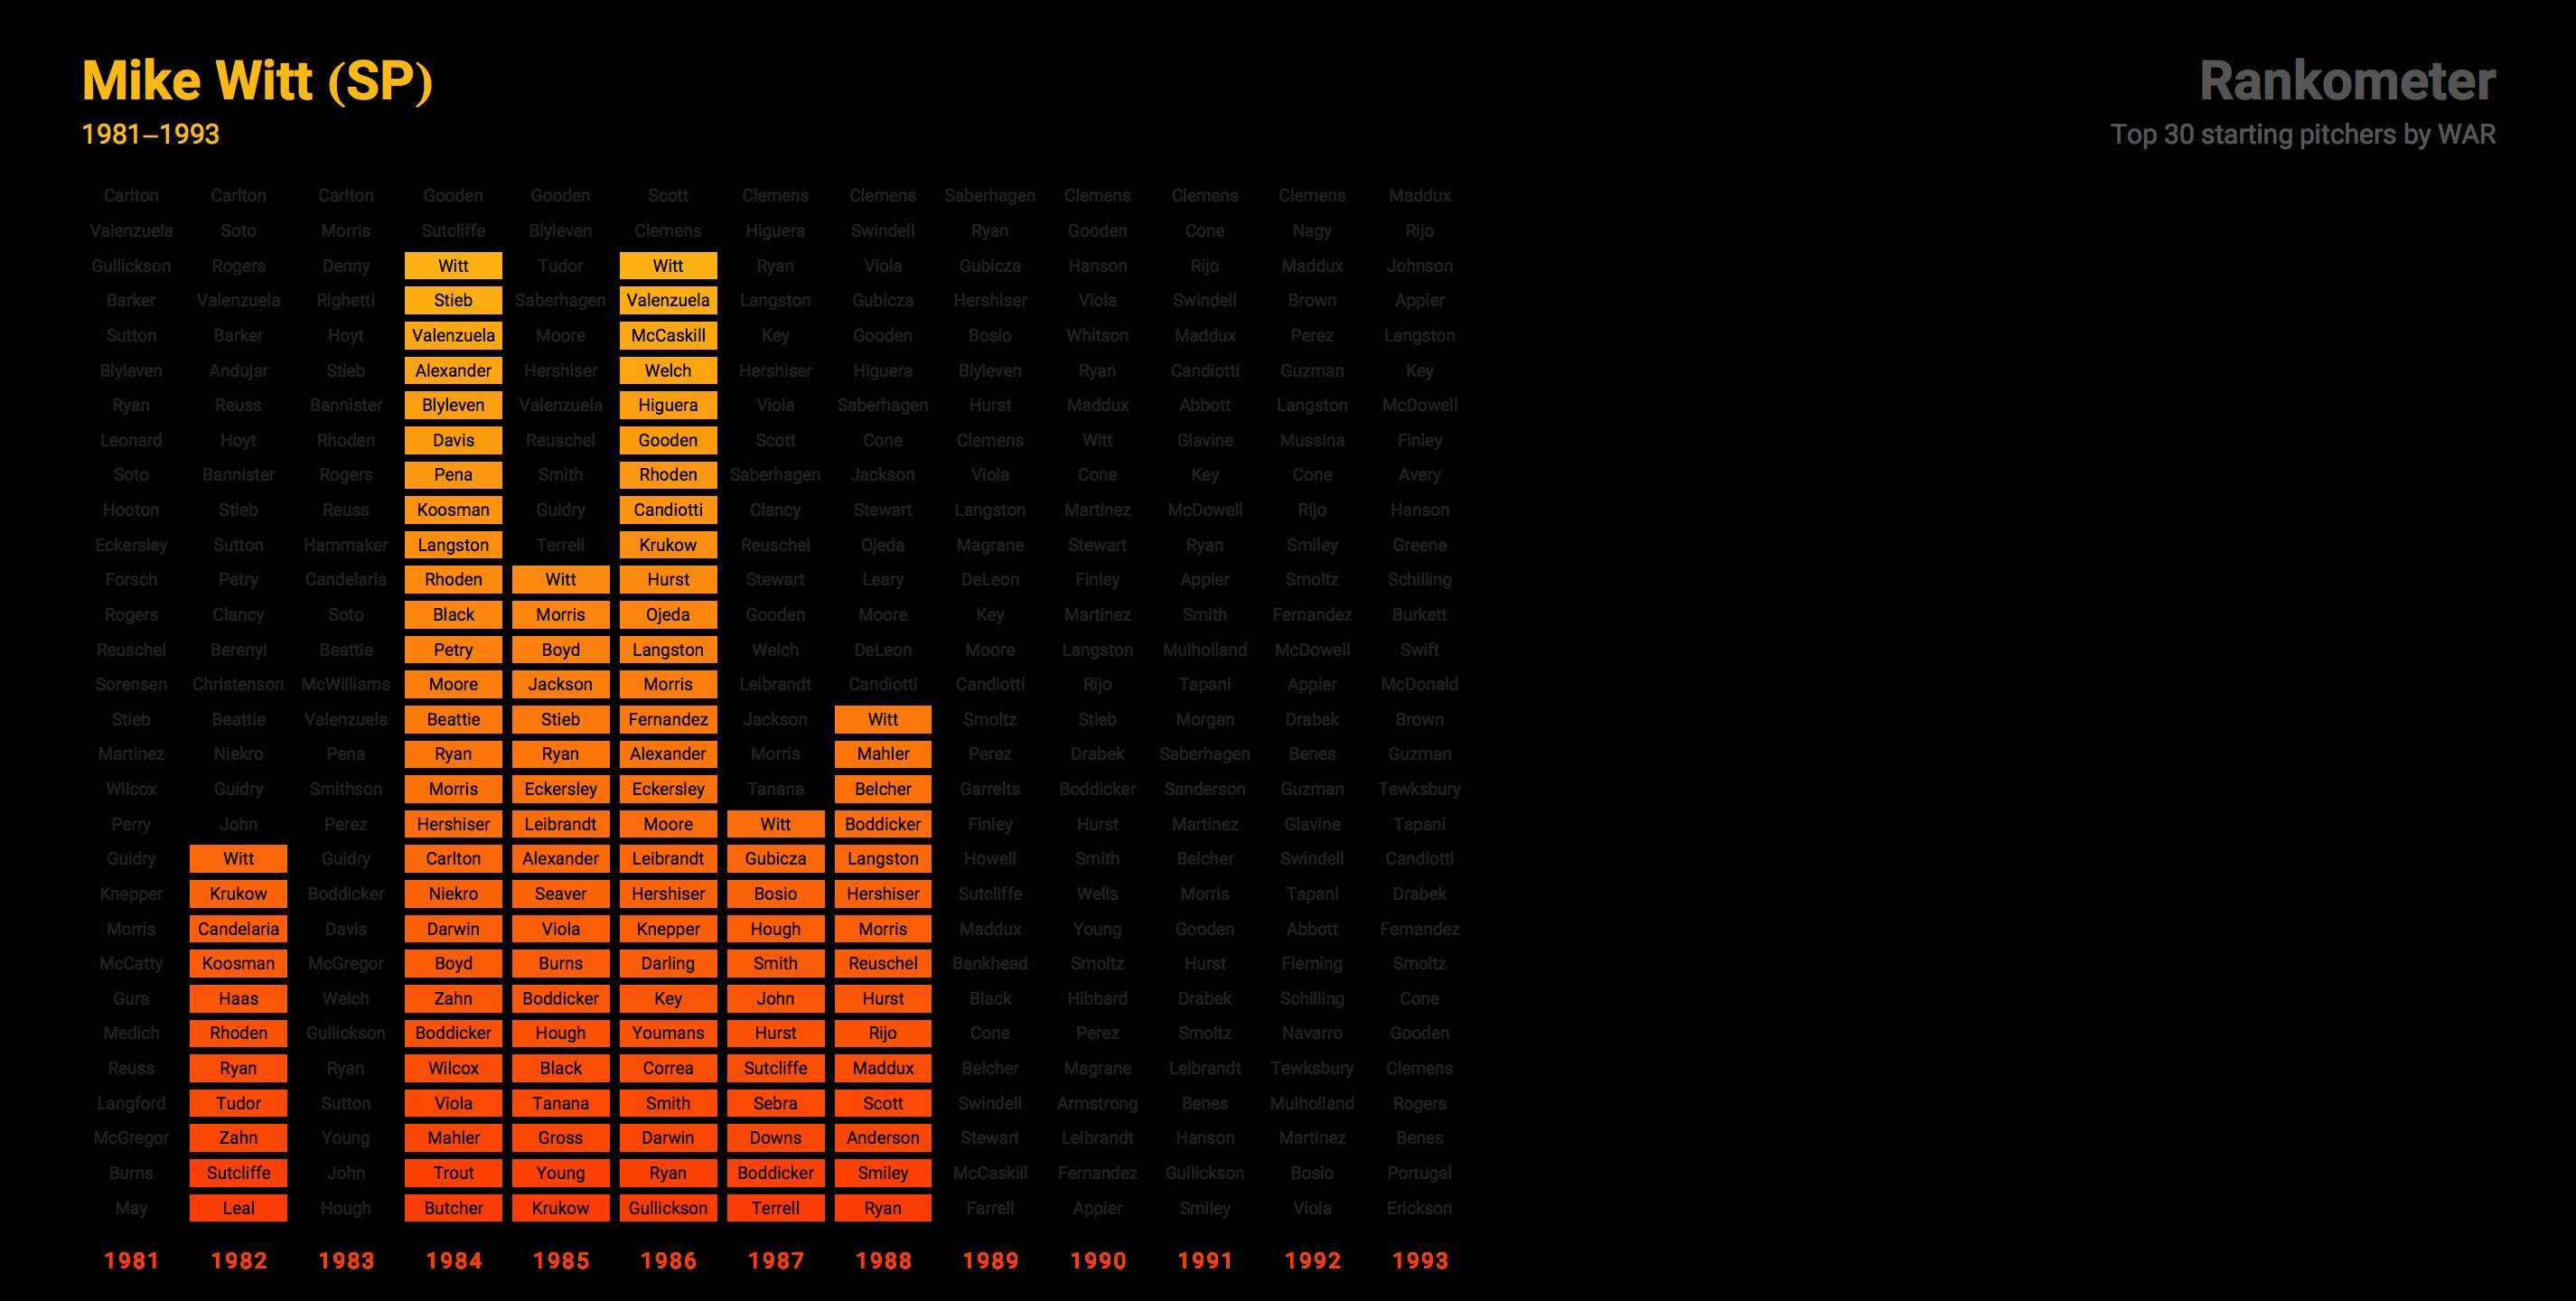 Mike Witt (SP)
1981–1993
Rankometer
Top 30 starting pitchers by WAR
Carlton Carlton Carlton Gooden Gooden Scott Clemens Clemens Saberhagen Clemens Clemens Clemens Maddux
Valenzuela Soto Morris Sutcliffe Blyleven Clemens Higuera Swindell Ryan Gooden Cone Nagy Rijo
Gullickson Rogers Denny Witt Tudor Witt Ryan Viola Gubicza Hanson Rijo Maddux Johnson
Barker Valenzuela Righetti Stieb Saberhagen Valenzuela Langston Gubicza Hershiser Viola Swindell Brown Appier
Sutton Barker Hoyt Valenzuela Moore McCaskill Key Gooden Bosio Whitson Maddux Perez Langston
Blyleven Andujar Stieb Alexander Hershiser Welch Hershiser Higuera Blyleven Ryan Candiotti Guzman Key
Ryan Reuss Bannister Blyleven Valenzuela Higuera Viola Saberhagen Hurst Maddux Abbott Langston McDowell
Leonard Hoyt Rhoden Davis Reuschel Gooden Scott Cone Clemens Witt Glavine Mussina Finley
Soto Bannister Rogers Pena Smith Rhoden Saberhagen Jackson Viola Cone Key Cone Avery
Hooton Stieb Reuss Koosman Guidry Candiotti Clancy Stewart Langston Martinez McDowell Rijo Hanson
Eckersley Sutton Hammaker Langston Terrell Krukow Reuschel Ojeda Magrane Stewart Ryan Smiley Greene
Forsch Petry Candelaria Rhoden Witt Hurst Stewart Leary DeLeon Finley Appier Smoltz Schilling
Rogers Clancy Soto Black Morris Ojeda Gooden Moore Key Martinez Smith Fernandez Burkett
Reuschel Berenyi Beattie Petry Boyd Langston Welch DeLeon Moore Langston Mulholland McDowell Swift
Sorensen Christenson McWilliams Moore Jackson Morris Leibrandt Candiotti Candiotti Rijo Tapani Appier McDonald
Stieb Beattie Valenzuela Beattie Stieb Fernandez Jackson Witt Smoltz Stieb Morgan Drabek Brown
Martinez Niekro Pena Ryan Ryan Alexander Morris Mahler Perez Drabek Saberhagen Benes Guzman
Wilcox Guidry Smithson Morris Eckersley Eckersley Tanana Belcher Garrelts Boddicker Sanderson Guzman Tewksbury
Perry John Perez Hershiser Leibrandt Moore Witt Boddicker Finley Hurst Martinez Glavine Tapani
Guidry Witt Guidry Carlton Alexander Leibrandt Gubicza Langston Howell Smith Belcher Swindell Candiotti
Knepper Krukow Boddicker Niekro Seaver Hershiser Bosio Hershiser Sutcliffe Wells Morris Tapani Drabek
Morris Candelaria Davis Darwin Viola Knepper Hough Morris Maddux Young Gooden Abbott Fernandez
McCatty Koosman McGregor Boyd Burns Darling Smith Reuschel Bankhead Smoltz Hurst Fleming Smoltz
Gura Haas Welch Zahn Boddicker Key John Hurst Black Hibbard Drabek Schilling Cone
Medich Rhoden Gullickson Boddicker Hough Youmans Hurst Rijo Cone Perez Smoltz Navarro Gooden
Reuss Ryan Ryan Wilcox Black Correa Sutcliffe Maddux Belcher Magrane Leibrandt Tewksbury Clemens
Langford Tudor Sutton Viola Tanana Smith Sebra Scott Swindell Armstrong Benes Mulholland Rogers
McGregor Zahn Young Mahler Gross Darwin Downs Anderson Stewart Leibrandt Hanson Martinez Benes
Burns Sutcliffe John Trout Young Ryan Boddicker Smiley McCaskill Fernandez Gullickson Bosio Portugal
May Leal Hough Butcher Krukow Gullickson Terrell Ryan Farrell Appier Smiley Viola Erickson
1981 1982 1983 1984 1985 1986 1987 1988 1989 1990 1991 1992 1993